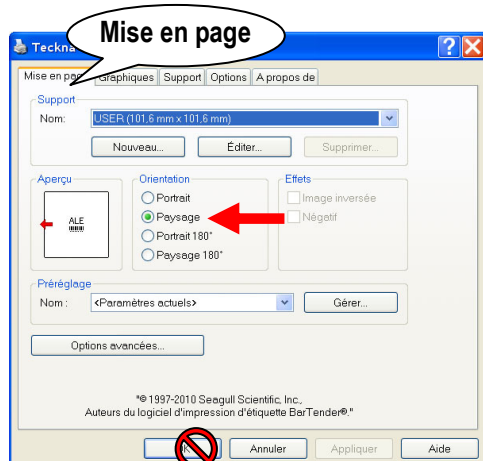 Mise en page
Teckna
Mise en pag Graphiques Support Options A propos de
Support
Nom: USER (101,6 mm x 101,6 mm)
Nouveau... Éditer... Supprimer...
Aperçu Orientation Effets
Portrait Image inversée
ALE Paysage Négatif
Portrait 180°
Paysage 180°
Préréglage
Nom : <Paramètres actuels> Gérer...
Options avancées...
"© 1997-2010 Seagull Scientific, Inc.,
Auteurs du logiciel d'impression d'étiquette BarTender®."
Annuler Appliquer Aide